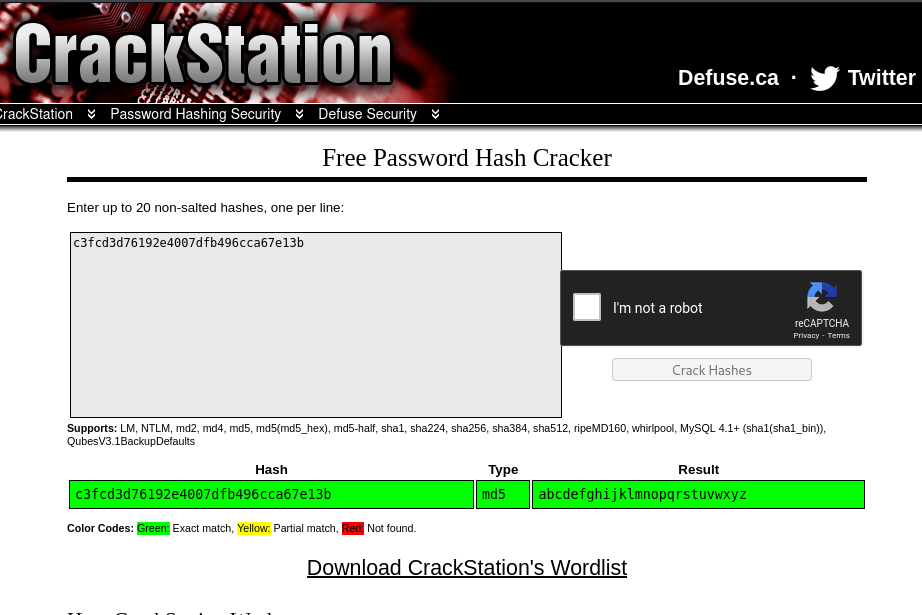 CrackStation
Defuse.ca · Twitter
CrackStation Password Hashing Security Defuse Security
Free Password Hash Cracker
Enter up to 20 non-salted hashes, one per line:
c3fcd3d76192e4007dfb496cca67e13b
I'm not a robot
reCAPTCHA
Privacy - Terms
Crack Hashes
Supports: LM, NTLM, md2, md4, md5, md5(md5_hex), md5-half, sha1, sha224, sha256, sha384, sha512, ripeMD160, whirlpool, MySQL 4.1+ (sha1(sha1_bin)),
QubesV3.1BackupDefaults
Hash Type Result
c3fcd3d76192e4007dfb496cca67e13b md5 abcdefghijklmnopqrstuvwxyz
Color Codes: Green: Exact match, Yellow: Partial match, Red: Not found.
Download CrackStation's Wordlist